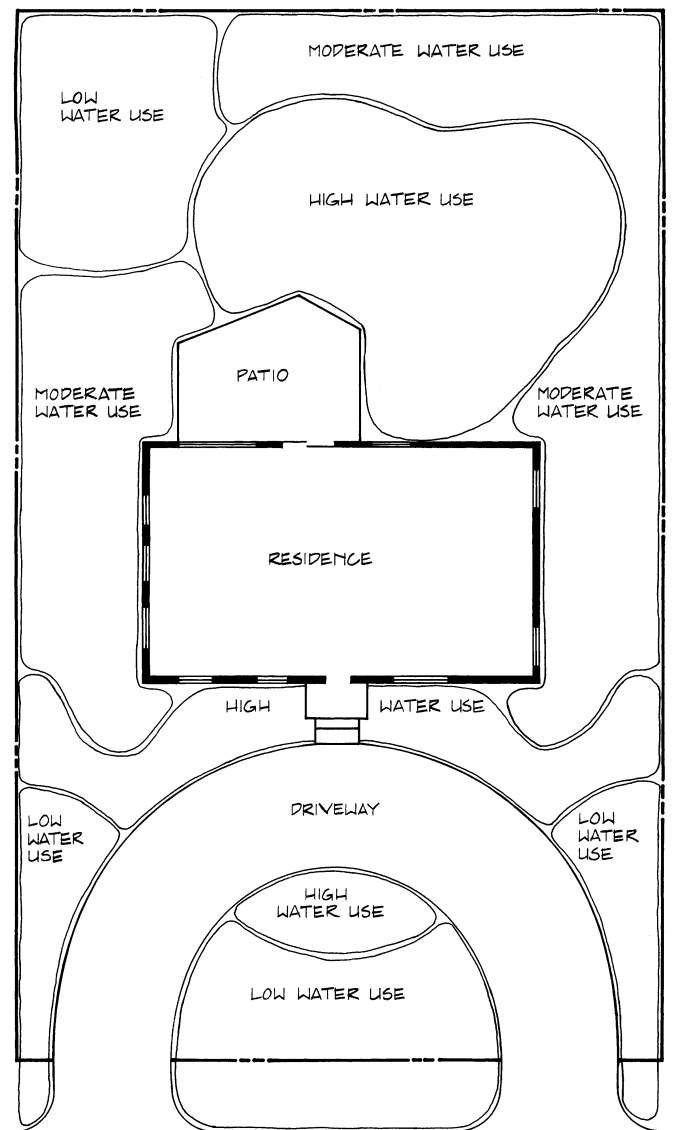 MODERATE WATER USE
LOW
WATER USE
HIGH WATER USE
PATIO
MODERATE
WATER USE
MODERATE
WATER USE
RESIDENCE
HIGH WATER USE
DRIVEWAY
LOW
WATER
USE
LOW
WATER
USE
HIGH
WATER USE
LOW WATER USE